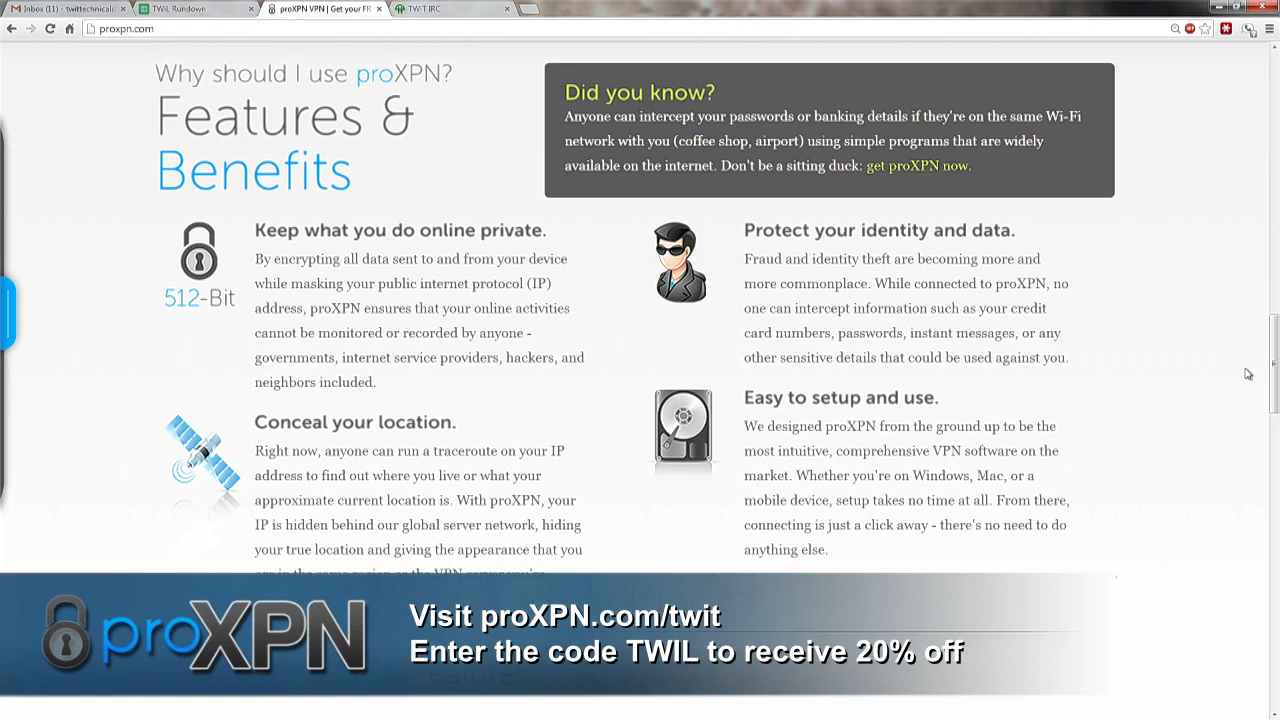 Inbox (11) - twittechnicald
TWiL Rundown
proXPN VPN | Get your FR
TWiT IRC
proxpn.com
Why should I use proXPN?
Features &
Benefits
Did you know?
Anyone can intercept your passwords or banking details if they're on the same Wi-Fi
network with you (coffee shop, airport) using simple programs that are widely
available on the internet. Don't be a sitting duck: get proXPN now.
512-Bit
Keep what you do online private.
By encrypting all data sent to and from your device
while masking your public internet protocol (IP)
address, proXPN ensures that your online activities
cannot be monitored or recorded by anyone -
governments, internet service providers, hackers, and
neighbors included.
Protect your identity and data.
Fraud and identity theft are becoming more and
more commonplace. While connected to proXPN, no
one can intercept information such as your credit
card numbers, passwords, instant messages, or any
other sensitive details that could be used against you.
Conceal your location.
Right now, anyone can run a traceroute on your IP
address to find out where you live or what your
approximate current location is. With proXPN, your
IP is hidden behind our global server network, hiding
your true location and giving the appearance that you
are in the same region as the VPN server you're
Easy to setup and use.
We designed proXPN from the ground up to be the
most intuitive, comprehensive VPN software on the
market. Whether you're on Windows, Mac, or a
mobile device, setup takes no time at all. From there,
connecting is just a click away - there's no need to do
anything else.
proXPN
Visit proXPN.com/twit
Enter the code TWIL to receive 20% off
Features